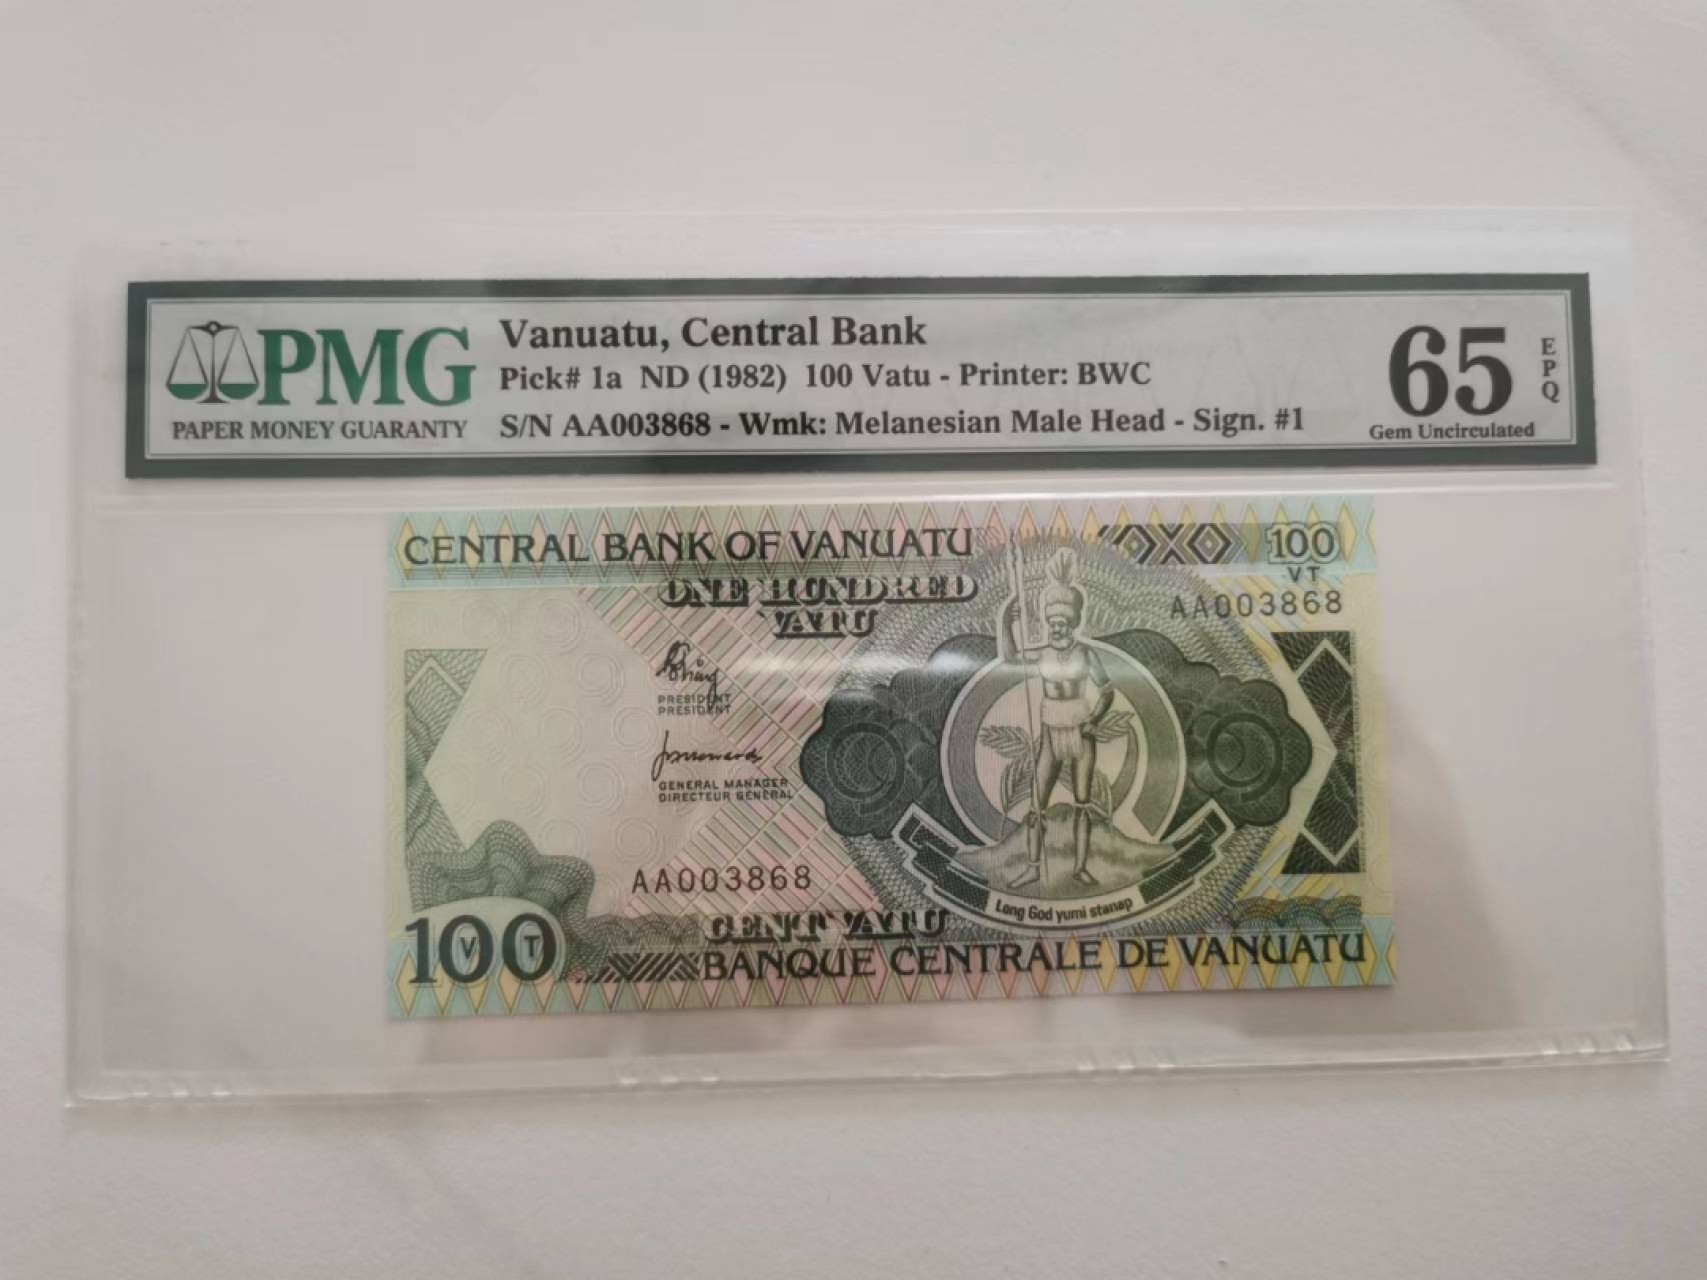 PMG
PAPER MONEY GUARANTY
Vanuatu, Central Bank
Pick# 1a ND (1982) 100 Vatu - Printer: BWC
S/N AA003868 - Wmk: Melanesian Male Head - Sign. #1
65
EPQ
Gem Uncirculated
CENTRAL BANK OF VANUATU
100
VT
ONE HUNDRED
VATU
AA003868
PRESIDENT
PRESIDENT
GENERAL MANAGER
DIRECTEUR GENERAL
AA003868
Long God yumi stanap
100
VT
CENT VATU
BANQUE CENTRALE DE VANUATU